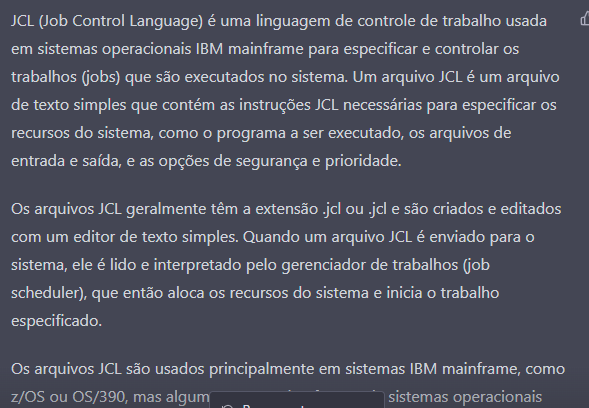 JCL (Job Control Language) é uma linguagem de controle de trabalho usada
em sistemas operacionais IBM mainframe para especificar e controlar os
trabalhos (jobs) que são executados no sistema. Um arquivo JCL é um arquivo
de texto simples que contém as instruções JCL necessárias para especificar os
recursos do sistema, como o programa a ser executado, os arquivos de
entrada e saída, e as opções de segurança e prioridade.
Os arquivos JCL geralmente têm a extensão .jcl ou .jcl e são criados e editados
com um editor de texto simples. Quando um arquivo JCL é enviado para o
sistema, ele é lido e interpretado pelo gerenciador de trabalhos (job
scheduler), que então aloca os recursos do sistema e inicia o trabalho
especificado.
Os arquivos JCL são usados principalmente em sistemas IBM mainframe, como
z/OS ou OS/390, mas algum sistemas operacionais